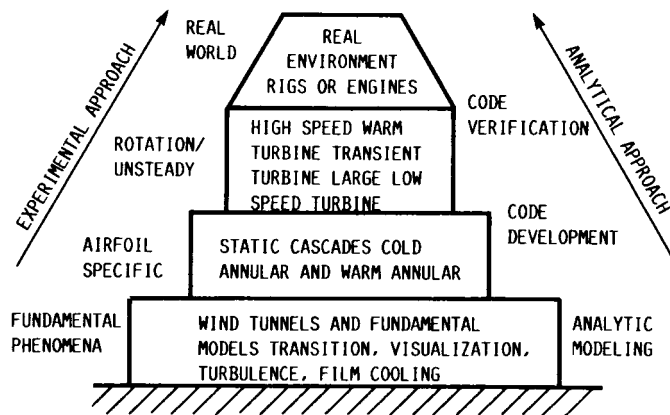 REAL
WORLD
REAL
ENVIRONMENT
RIGS OR ENGINES
EXPERIMENTAL APPROACH
ANALYTICAL APPROACH
ROTATION/
UNSTEADY
HIGH SPEED WARM
TURBINE TRANSIENT
TURBINE LARGE LOW
SPEED TURBINE
CODE
VERIFICATION
AIRFOIL
SPECIFIC
STATIC CASCADES COLD
ANNULAR AND WARM ANNULAR
CODE
DEVELOPMENT
FUNDAMENTAL
PHENOMENA
WIND TUNNELS AND FUNDAMENTAL
MODELS TRANSITION, VISUALIZATION,
TURBULENCE, FILM COOLING
ANALYTIC
MODELING